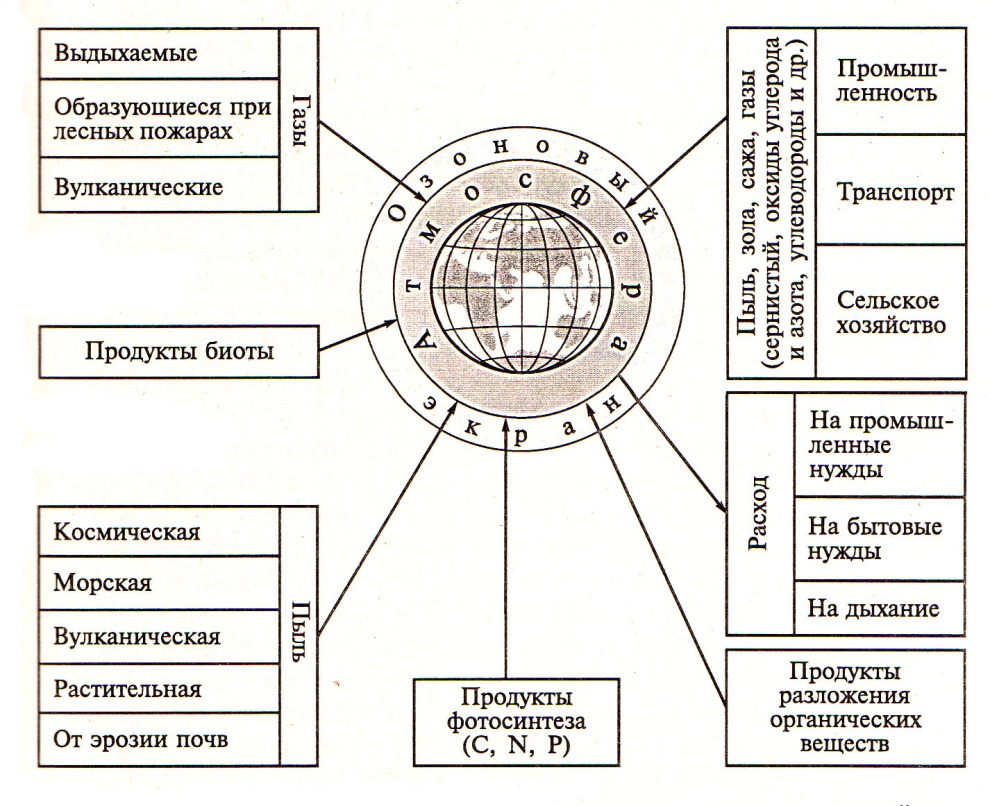 Выдыхаемые
Образующиеся при
лесных пожарах
Вулканические
Газы
Продукты биоты
Космическая
Морская
Вулканическая
Растительная
От эрозии почв
Пыль
Озоновый
экран
Атмосфера
Продукты
фотосинтеза
(C, N, P)
Пыль, зола, сажа, газы
(сернистый, оксиды углерода
и азота, углеводороды и др.)
Промыш-
ленность
Транспорт
Сельское
хозяйство
Расход
На промыш-
ленные
нужды
На бытовые
нужды
На дыхание
Продукты
разложения
органических
веществ